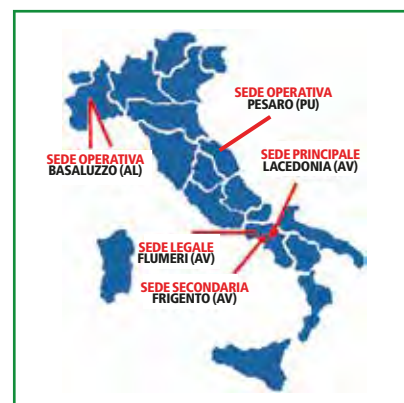 SEDE OPERATIVA
PESARO (PU)
SEDE OPERATIVA
BASALUZZO (AL)
SEDE PRINCIPALE
LACEDONIA (AV)
SEDE LEGALE
FLUMERI (AV)
SEDE SECONDARIA
FRIGENTO (AV)